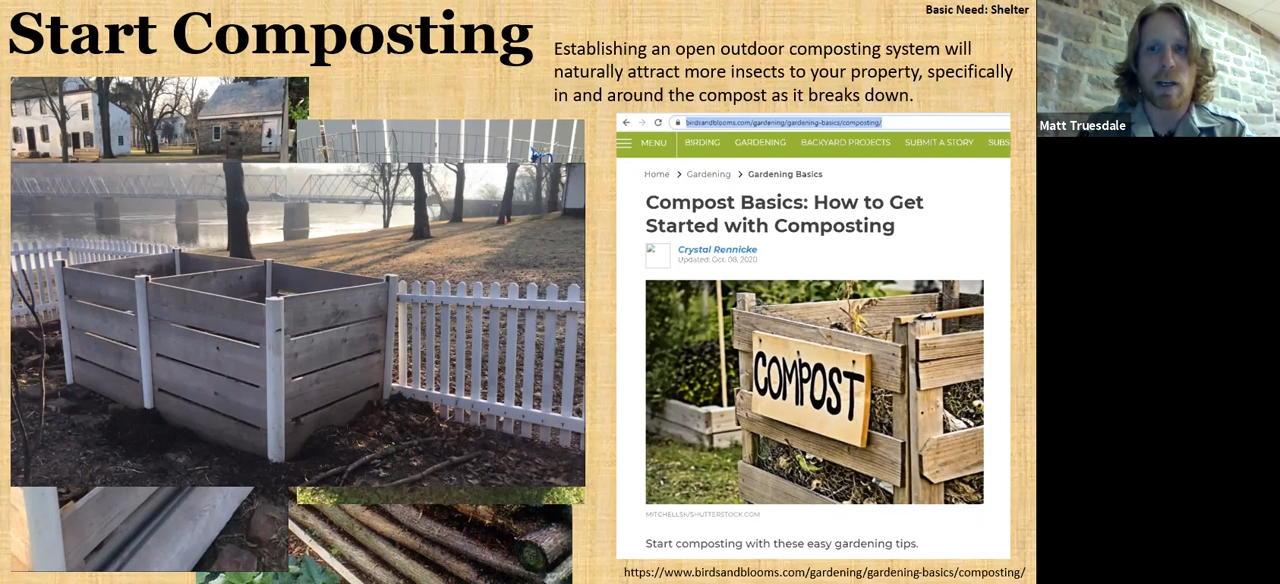 Start Composting
Basic Need: Shelter
Establishing an open outdoor composting system will
naturally attract more insects to your property, specifically
in and around the compost as it breaks down.
birdsandblooms.com/gardening/gardening-basics/composting/
MENU BIRDING GARDENING BACKYARD PROJECTS SUBMIT A STORY SUBS
Home > Gardening > Gardening Basics
Compost Basics: How to Get
Started with Composting
Crystal Rennicke
Updated: Oct. 08, 2020
COMPOST
MITCHELLSK/SHUTTERSTOCK.COM
Start composting with these easy gardening tips.
https://www.birdsandblooms.com/gardening/gardening-basics/composting/
Matt Truesdale